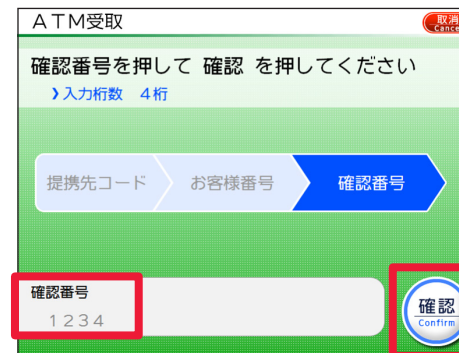 ATM受取
取消
Cance
確認番号を押して 確認 を押してください
❯入力桁数 4桁
提携先コード
お客様番号
確認番号
確認番号
1234
確認
Confirm